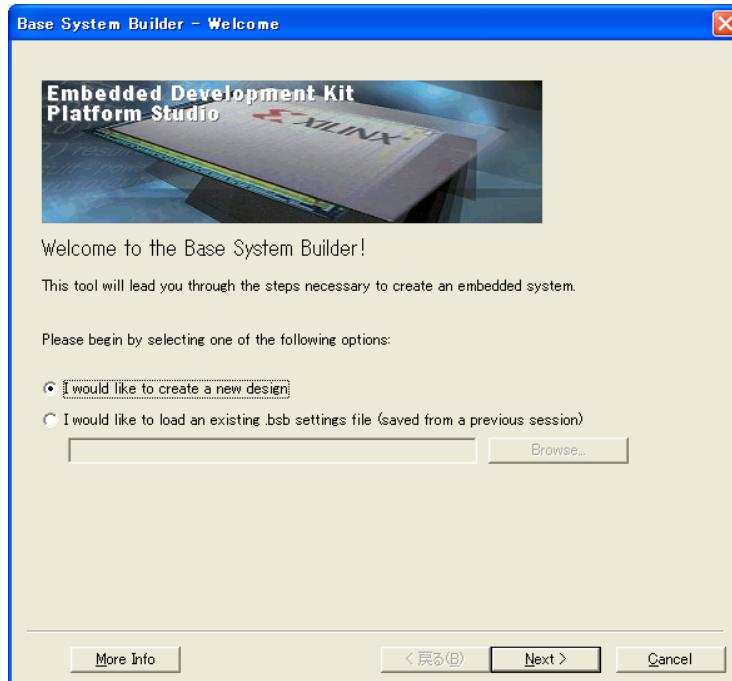 Base System Builder - Welcome
Embedded Development Kit
Platform Studio
XILINX
Welcome to the Base System Builder!
This tool will lead you through the steps necessary to create an embedded system.
Please begin by selecting one of the following options:
I would like to create a new design
I would like to load an existing .bsb settings file (saved from a previous session)
Browse...
More Info
< 戻る(B)
Next >
Cancel